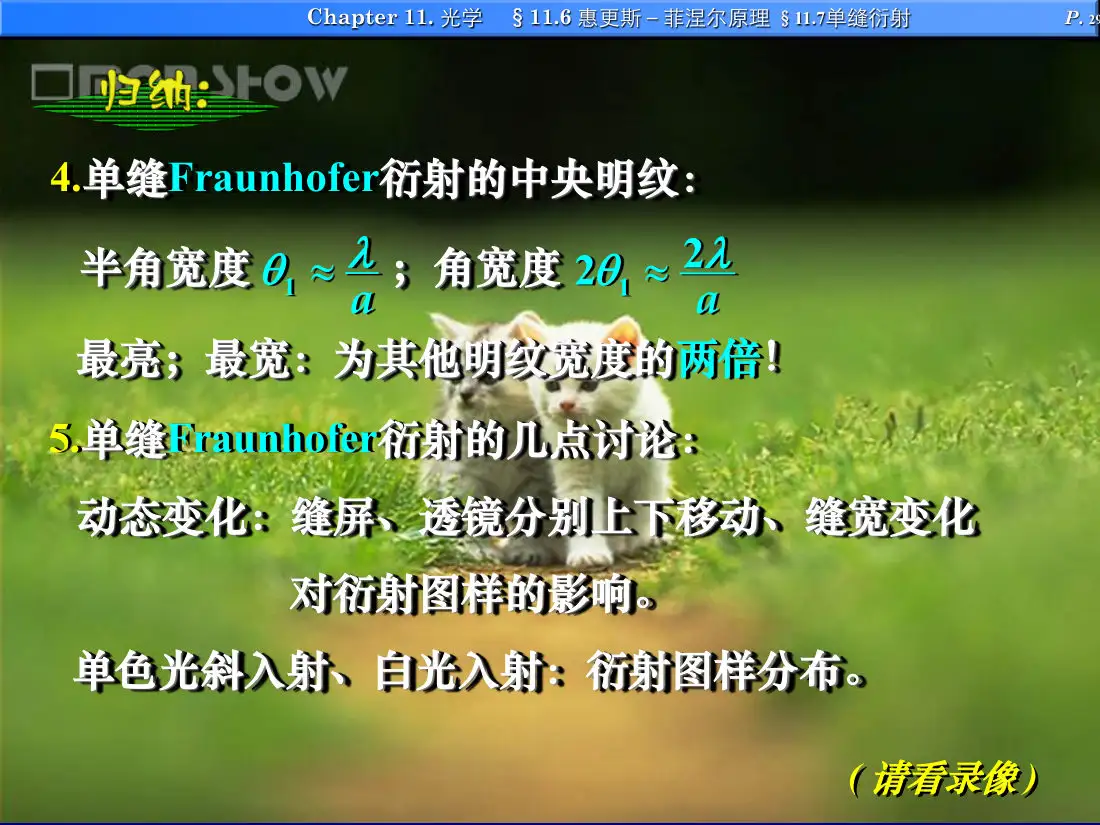 Chapter 11. 光学 §11.6 惠更斯 – 菲涅尔原理 §11.7单缝衍射 P. 29
归纳:
4.单缝Fraunhofer衍射的中央明纹:
半角宽度 θ₁ ≈ λ/a ; 角宽度 2θ₁ ≈ 2λ/a
最亮; 最宽: 为其他明纹宽度的两倍!
5.单缝Fraunhofer衍射的几点讨论:
动态变化: 缝屏、透镜分别上下移动、缝宽变化
对衍射图样的影响。
单色光斜入射、白光入射: 衍射图样分布。
(请看录像)